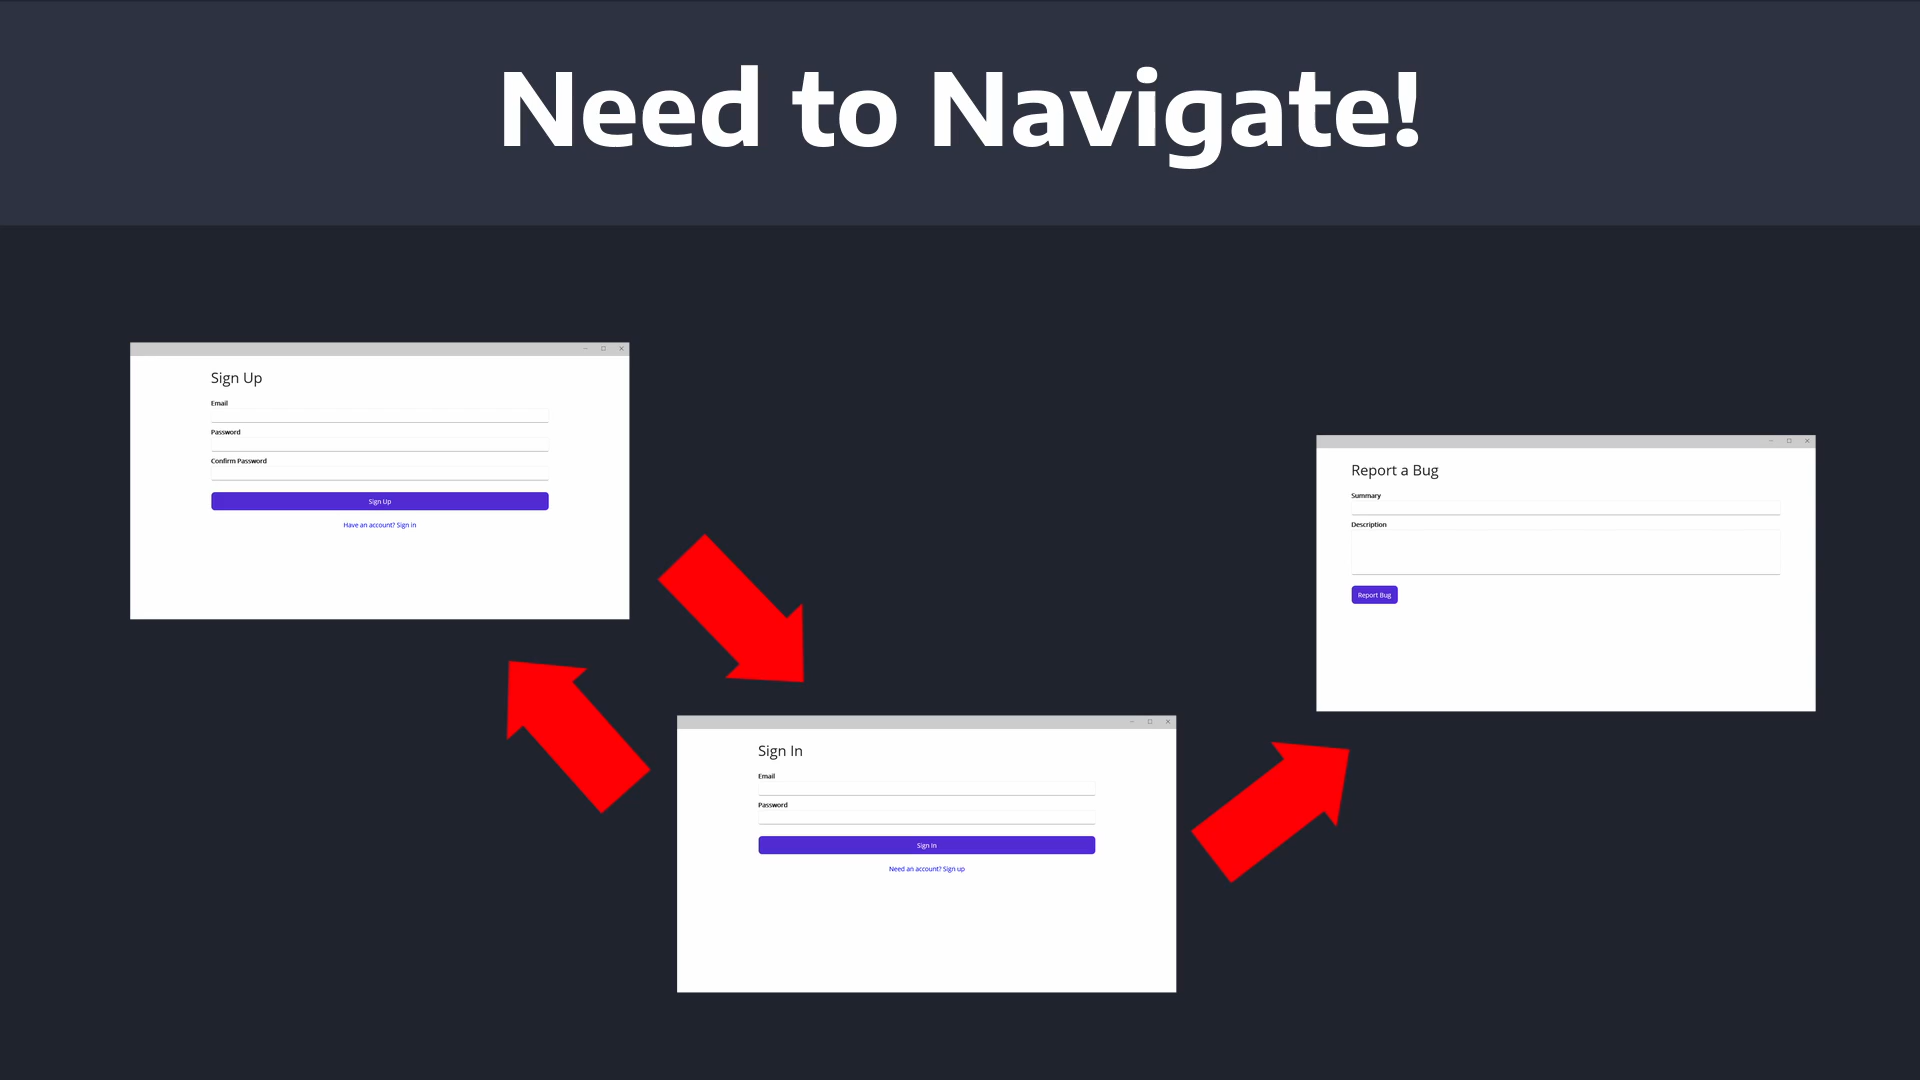 Need to Navigate!
Sign Up
Email
Password
Confirm Password
Sign Up
Have an account? Sign in
Report a Bug
Summary
Description
Report Bug
Sign In
Email
Password
Sign In
Need an account? Sign up